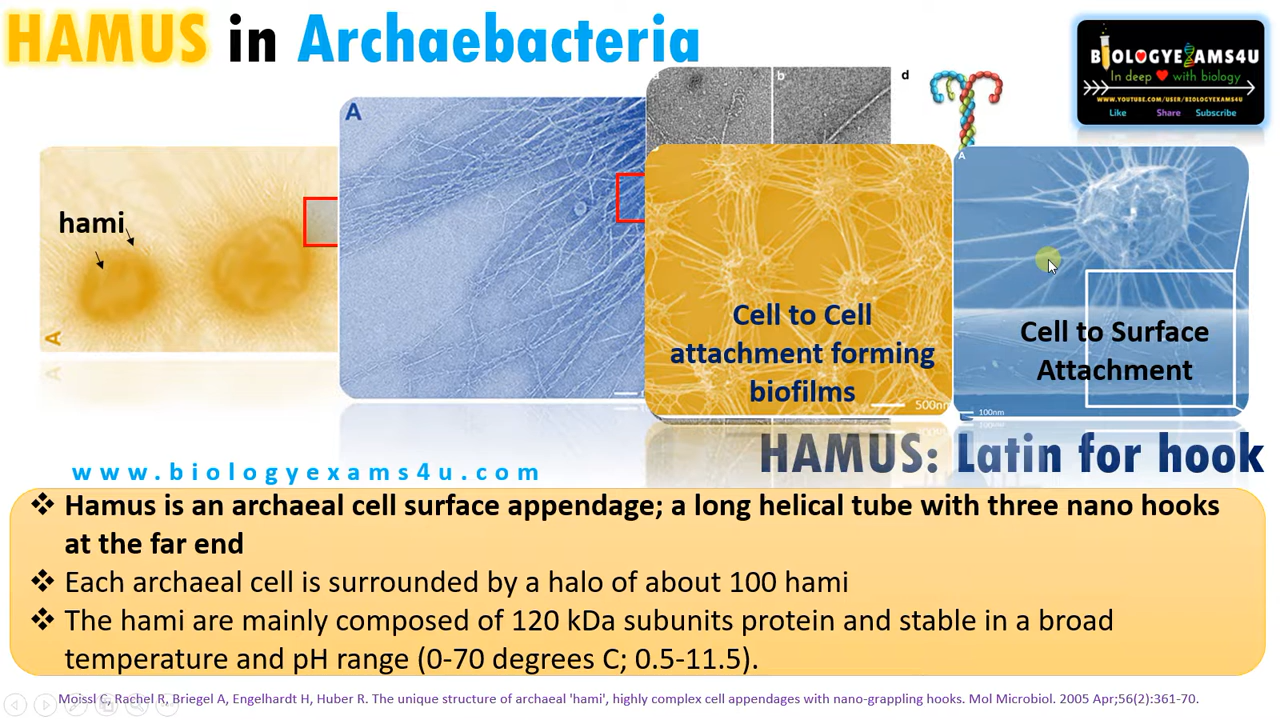 HAMUS in Archaebacteria
BIOLOGYEXAMS4U
In deep ❤ with biology
WWW.YOUTUBE.COM/USER/BIOLOGYEXAMS4U
Like Share Subscribe
A
b
d
hami
A
A
Cell to Cell
attachment forming
biofilms
500nm
Cell to Surface
Attachment
100nm
HAMUS: Latin for hook
www.biologyexams4u.com
❖ Hamus is an archaeal cell surface appendage; a long helical tube with three nano hooks
at the far end
❖ Each archaeal cell is surrounded by a halo of about 100 hami
❖ The hami are mainly composed of 120 kDa subunits protein and stable in a broad
temperature and pH range (0-70 degrees C; 0.5-11.5).
Moissl C, Rachel R, Briegel A, Engelhardt H, Huber R. The unique structure of archaeal 'hami', highly complex cell appendages with nano-grappling hooks. Mol Microbiol. 2005 Apr;56(2):361-70.